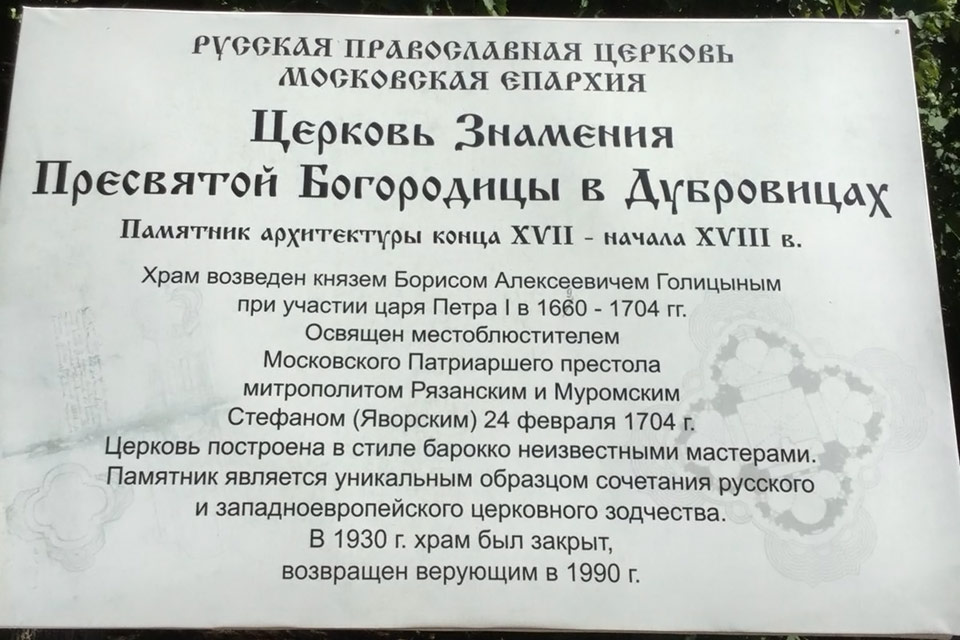 РУССКАЯ ПРАВОСЛАВНАЯ ЦЕРКОВЬ
МОСКОВСКАЯ ЕПАРХИЯ
Церковь Знамения
Пресвятой Богородицы в Дубровицах
Памятник архитектуры конца XVII - начала XVIII в.
Храм возведен князем Борисом Алексеевичем Голицыным
при участии царя Петра I в 1660 - 1704 гг.
Освящен местоблюстителем
Московского Патриаршего престола
митрополитом Рязанским и Муромским
Стефаном (Яворским) 24 февраля 1704 г.
Церковь построена в стиле барокко неизвестными мастерами.
Памятник является уникальным образцом сочетания русского
и западноевропейского церковного зодчества.
В 1930 г. храм был закрыт,
возвращен верующим в 1990 г.